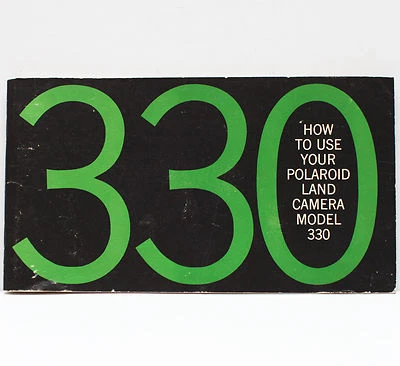 330
HOW
TO USE
YOUR
POLAROID
LAND
CAMERA
MODEL
330